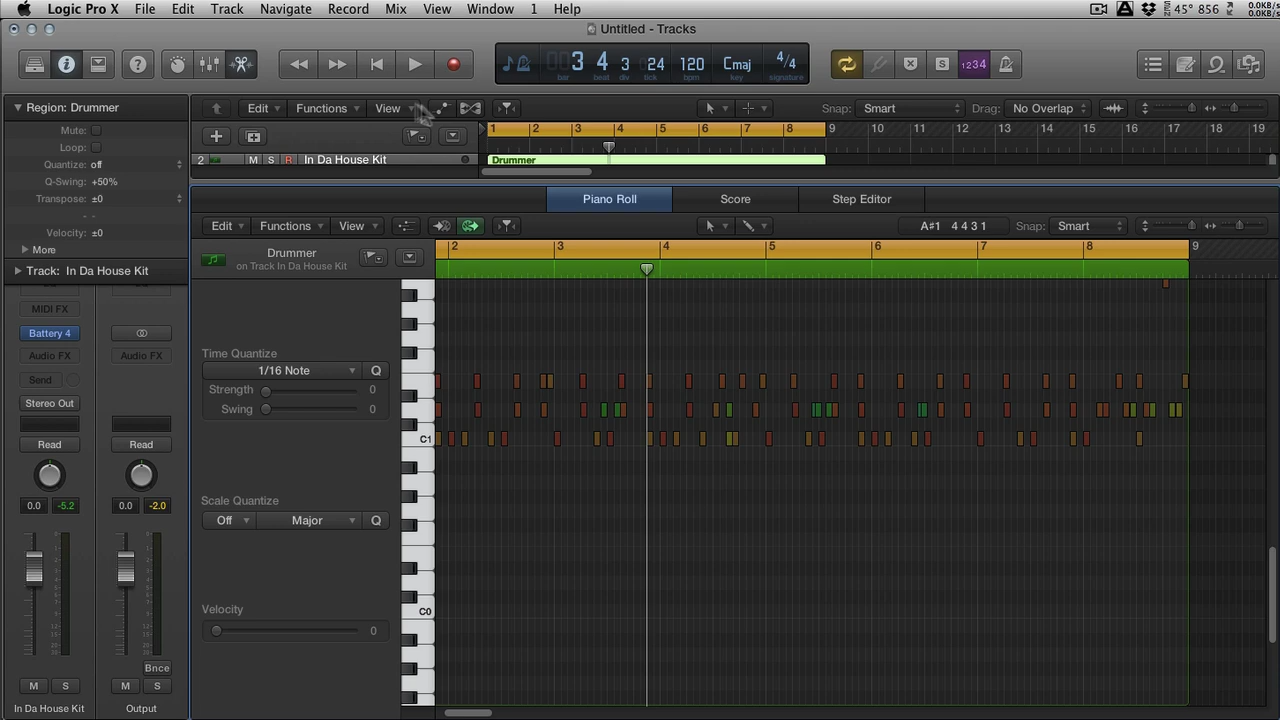 Logic Pro X File Edit Track Navigate Record Mix View Window 1 Help 45° 856 0.0KB/s 0.0KB/s
Untitled - Tracks
3 4 3 24 120 Cmaj 4/4
bar beat div tick bpm key signature
1234
Region: Drummer
Mute:
Loop:
Quantize: off
Q-Swing: +50%
Transpose: ±0
Velocity: ±0
More
Track: In Da House Kit
MIDI FX
Battery 4
Audio FX Audio FX
Send
Stereo Out
Read Read
0.0 -5.2 0.0 -2.0
Bnce
M S M S
In Da House Kit Output
Edit Functions View Snap: Smart Drag: No Overlap
1 2 3 4 5 6 7 8 9 10 11 12 13 14 15 16 17 18 19
2 M S R In Da House Kit Drummer
Piano Roll Score Step Editor
Edit Functions View A#1 4 4 3 1 Snap: Smart
2 3 4 5 6 7 8 9
Drummer
on Track In Da House Kit
Time Quantize
1/16 Note Q
Strength 0
Swing 0
C1
Scale Quantize
Off Major Q
Velocity
0
C0